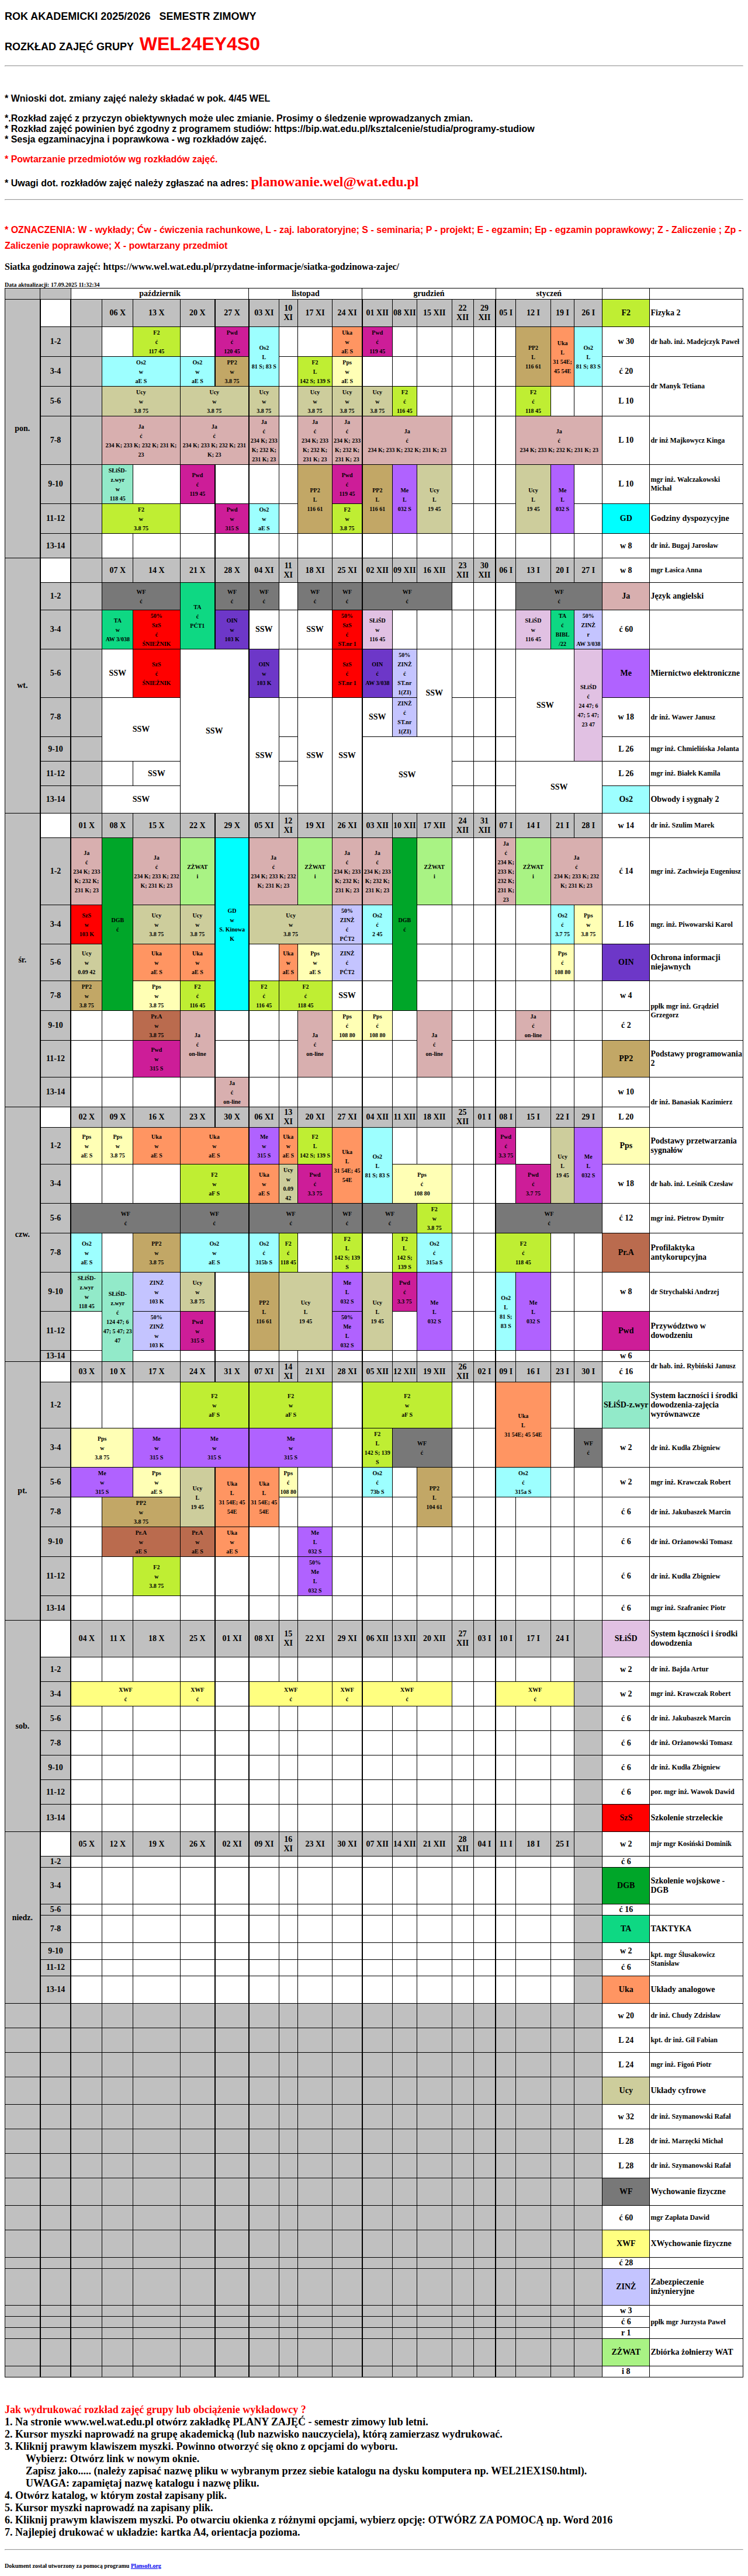 ROK AKADEMICKI 2025/2026 SEMESTR ZIMOWY
ROZKŁAD ZAJĘĆ GRUPY WEL24EY4S0
* Wnioski dot. zmiany zajęć należy składać w pok. 4/45 WEL
*.Rozkład zajęć z przyczyn obiektywnych może ulec zmianie. Prosimy o śledzenie wprowadzanych zmian.
* Rozkład zajęć powinien być zgodny z programem studiów: https://bip.wat.edu.pl/ksztalcenie/studia/programy-studiow
* Sesja egzaminacyjna i poprawkowa - wg rozkładów zajęć.
* Powtarzanie przedmiotów wg rozkładów zajęć.
* Uwagi dot. rozkładów zajęć należy zgłaszać na adres: planowanie.wel@wat.edu.pl
* OZNACZENIA: W - wykłady; Ćw - ćwiczenia rachunkowe, L - zaj. laboratoryjne; S - seminaria; P - projekt; E - egzamin; Ep - egzamin poprawkowy; Z - Zaliczenie ; Zp -
Zaliczenie poprawkowe; X - powtarzany przedmiot
Siatka godzinowa zajęć: https://www.wel.wat.edu.pl/przydatne-informacje/siatka-godzinowa-zajec/
Data aktualizacji: 17.09.2025 11:32:34
październik listopad grudzień styczeń
pon. 06 X 13 X 20 X 27 X 03 XI 10 XI 17 XI 24 XI 01 XII 08 XII 15 XII 22 XII 29 XII 05 I 12 I 19 I 26 I F2 Fizyka 2
1-2 F2 ć 117 45 Pwd ć 120 45 Os2 L 81 S; 83 S Uka w aE S Pwd ć 119 45 PP2 L 116 61 Uka L 31 54E; 45 54E Os2 L 81 S; 83 S w 30 dr hab. inż. Madejczyk Paweł
3-4 Os2 w aE S Os2 w aE S PP2 w 3.8 75 F2 L 142 S; 139 S Pps w aE S ć 20 dr Manyk Tetiana
5-6 Ucy w 3.8 75 Ucy w 3.8 75 Ucy w 3.8 75 Ucy w 3.8 75 Ucy w 3.8 75 Ucy w 3.8 75 F2 ć 116 45 F2 ć 118 45 L 10
7-8 Ja ć 234 K; 233 K; 232 K; 231 K; 23 Ja ć 234 K; 233 K; 232 K; 231 K; 23 Ja ć 234 K; 233 K; 232 K; 231 K; 23 Ja ć 234 K; 233 K; 232 K; 231 K; 23 Ja ć 234 K; 233 K; 232 K; 231 K; 23 Ja ć 234 K; 233 K; 232 K; 231 K; 23 Ja ć 234 K; 233 K; 232 K; 231 K; 23 L 10 dr inż Majkowycz Kinga
9-10 SŁiŚD-z.wyr w 118 45 Pwd ć 119 45 PP2 L 116 61 Pwd ć 119 45 PP2 L 116 61 Me L 032 S Ucy L 19 45 Ucy L 19 45 Me L 032 S L 10 mgr inż. Walczakowski Michał
11-12 F2 w 3.8 75 Pwd w 315 S Os2 w aE S F2 w 3.8 75 GD Godziny dyspozycyjne
13-14 w 8 dr inż. Bugaj Jarosław
wt. 07 X 14 X 21 X 28 X 04 XI 11 XI 18 XI 25 XI 02 XII 09 XII 16 XII 23 XII 30 XII 06 I 13 I 20 I 27 I w 8 mgr Łasica Anna
1-2 WF ć TA ć PĆT1 WF ć WF ć WF ć WF ć WF ć WF ć Ja Język angielski
3-4 TA w AW 3/038 50% SzS ć ŚNIEŻNIK OIN w 103 K SSW SSW 50% SzS ć ST.nr 1 SŁiŚD w 116 45 SŁiŚD w 116 45 TA ć BIBL /22 50% ZINŻ r AW 3/038 ć 60
5-6 SSW SzS ć ŚNIEŻNIK SSW OIN w 103 K SzS ć ST.nr 1 OIN ć AW 3/038 50% ZINŻ ć ST.nr 1(ZI) SSW SSW SŁiŚD ć 24 47; 6 47; 5 47; 23 47 Me Miernictwo elektroniczne
7-8 SSW SSW SSW SSW SSW ZINŻ ć ST.nr 1(ZI) w 18 dr inż. Wawer Janusz
9-10 SSW L 26 mgr inż. Chmielińska Jolanta
11-12 SSW SSW L 26 mgr inż. Białek Kamila
13-14 SSW Os2 Obwody i sygnały 2
śr. 01 X 08 X 15 X 22 X 29 X 05 XI 12 XI 19 XI 26 XI 03 XII 10 XII 17 XII 24 XII 31 XII 07 I 14 I 21 I 28 I w 14 dr inż. Szulim Marek
1-2 Ja ć 234 K; 233 K; 232 K; 231 K; 23 DGB ć Ja ć 234 K; 233 K; 232 K; 231 K; 23 ZŻWAT i GD w S. Kinowa K Ja ć 234 K; 233 K; 232 K; 231 K; 23 ZŻWAT i Ja ć 234 K; 233 K; 232 K; 231 K; 23 Ja ć 234 K; 233 K; 232 K; 231 K; 23 DGB ć ZŻWAT i Ja ć 234 K; 233 K; 232 K; 231 K; 23 ZŻWAT i Ja ć 234 K; 233 K; 232 K; 231 K; 23 ć 14 mgr inż. Zachwieja Eugeniusz
3-4 SzS w 103 K Ucy w 3.8 75 Ucy w 3.8 75 Ucy w 3.8 75 50% ZINŻ ć PĆT2 Os2 ć 2 45 Os2 ć 3.7 75 Pps w 3.8 75 L 16 mgr. inż. Piwowarski Karol
5-6 Ucy w 0.09 42 Uka w aE S Uka w aE S Uka w aE S Pps w aE S ZINŻ ć PĆT2 Pps ć 108 80 OIN Ochrona informacji niejawnych
7-8 PP2 w 3.8 75 Pps w 3.8 75 F2 ć 116 45 F2 ć 116 45 F2 ć 118 45 SSW w 4 ppłk mgr inż. Grądziel Grzegorz
9-10 Pr.A w 3.8 75 Ja ć on-line Ja ć on-line Pps ć 108 80 Pps ć 108 80 Ja ć on-line Ja ć on-line ć 2
11-12 Pwd w 315 S PP2 Podstawy programowania 2
13-14 Ja ć on-line w 10 dr inż. Banasiak Kazimierz
czw. 02 X 09 X 16 X 23 X 30 X 06 XI 13 XI 20 XI 27 XI 04 XII 11 XII 18 XII 25 XII 01 I 08 I 15 I 22 I 29 I L 20
1-2 Pps w aE S Pps w 3.8 75 Uka w aE S Uka w aE S Me w 315 S Uka w aE S F2 L 142 S; 139 S Uka L 31 54E; 45 54E Os2 L 81 S; 83 S Pwd ć 3.3 75 Ucy L 19 45 Me L 032 S Pps Podstawy przetwarzania sygnałów
3-4 F2 w aF S Uka w aE S Ucy w 0.09 42 Pwd ć 3.3 75 Pps ć 108 80 Pwd ć 3.7 75 w 18 dr hab. inż. Leśnik Czesław
5-6 WF ć WF ć WF ć WF ć WF ć F2 w 3.8 75 WF ć ć 12 mgr inż. Pietrow Dymitr
7-8 Os2 w aE S PP2 w 3.8 75 Os2 w aE S Os2 ć 315b S F2 ć 118 45 F2 L 142 S; 139 S F2 L 142 S; 139 S Os2 ć 315a S F2 ć 118 45 Pr.A Profilaktyka antykorupcyjna
9-10 SŁiŚD-z.wyr w 118 45 SŁiŚD-z.wyr ć 124 47; 6 47; 5 47; 23 47 ZINŻ w 103 K Ucy w 3.8 75 PP2 L 116 61 Ucy L 19 45 Me L 032 S Ucy L 19 45 Pwd ć 3.3 75 Me L 032 S Os2 L 81 S; 83 S Me L 032 S w 8 dr Strychalski Andrzej
11-12 50% ZINŻ w 103 K Pwd w 315 S 50% Me L 032 S Pwd Przywództwo w dowodzeniu
13-14 w 6 dr hab. inż. Rybiński Janusz
pt. 03 X 10 X 17 X 24 X 31 X 07 XI 14 XI 21 XI 28 XI 05 XII 12 XII 19 XII 26 XII 02 I 09 I 16 I 23 I 30 I ć 16
1-2 F2 w aF S F2 w aF S F2 w aF S Uka L 31 54E; 45 54E SŁiŚD-z.wyr System łaczności i środki dowodzenia-zajęcia wyrównawcze
3-4 Pps w 3.8 75 Me w 315 S Me w 315 S Me w 315 S F2 L 142 S; 139 S WF ć WF ć w 2 mgr inż. Kudła Zbigniew
5-6 Me w 315 S Pps w aE S Ucy L 19 45 Uka L 31 54E; 45 54E Uka L 31 54E; 45 54E Pps ć 108 80 Os2 ć 73b S PP2 L 104 61 Os2 ć 315a S w 2 mgr inż. Krawczak Robert
7-8 PP2 w 3.8 75 ć 6 dr inż. Jakubaszek Marcin
9-10 Pr.A w aE S Pr.A w aE S Uka w aE S Me L 032 S ć 6 dr inż. Orżanowski Tomasz
11-12 F2 w 3.8 75 50% Me L 032 S ć 6 dr inż. Kudła Zbigniew
13-14 ć 6 mgr inż. Szafraniec Piotr
sob. 04 X 11 X 18 X 25 X 01 XI 08 XI 15 XI 22 XI 29 XI 06 XII 13 XII 20 XII 27 XII 03 I 10 I 17 I 24 I SŁiŚD System łączności i środki dowodzenia
1-2 w 2 dr inż. Bajda Artur
3-4 XWF ć XWF ć XWF ć XWF ć XWF ć XWF ć w 2 mgr inż. Krawczak Robert
5-6 ć 6 dr inż. Jakubaszek Marcin
7-8 ć 6 dr inż. Orżanowski Tomasz
9-10 ć 6 dr inż. Kudła Zbigniew
11-12 ć 6 por. mgr inż. Wawok Dawid
13-14 SzS Szkolenie strzeleckie
niedz. 05 X 12 X 19 X 26 X 02 XI 09 XI 16 XI 23 XI 30 XI 07 XII 14 XII 21 XII 28 XII 04 I 11 I 18 I 25 I w 2 mjr mgr Kosiński Dominik
1-2 ć 6
3-4 DGB Szkolenie wojskowe - DGB
5-6 ć 16
7-8 TA TAKTYKA
9-10 w 2 kpt. mgr Ślusakowicz Stanisław
11-12 ć 6
13-14 Uka Układy analogowe
w 20 dr inż. Chudy Zdzisław
L 24 kpt. dr inż. Gil Fabian
L 24 mgr inż. Figoń Piotr
Ucy Układy cyfrowe
w 32 dr inż. Szymanowski Rafał
L 28 dr inż. Marzęcki Michał
L 28 dr inż. Szymanowski Rafał
WF Wychowanie fizyczne
ć 60 mgr Zapłata Dawid
XWF XWychowanie fizyczne
ć 28
ZINŻ Zabezpieczenie inżynieryjne
w 3
ć 6 ppłk mgr Jurzysta Paweł
r 1
ZŻWAT Zbiórka żołnierzy WAT
i 8
Jak wydrukować rozkład zajęć grupy lub obciążenie wykładowcy ?
1. Na stronie www.wel.wat.edu.pl otwórz zakładkę PLANY ZAJĘĆ - semestr zimowy lub letni.
2. Kursor myszki naprowadź na grupę akademicką (lub nazwisko nauczyciela), którą zamierzasz wydrukować.
3. Kliknij prawym klawiszem myszki. Powinno otworzyć się okno z opcjami do wyboru.
Wybierz: Otwórz link w nowym oknie.
Zapisz jako..... (należy zapisać nazwę pliku w wybranym przez siebie katalogu na dysku komputera np. WEL21EX1S0.html).
UWAGA: zapamiętaj nazwę katalogu i nazwę pliku.
4. Otwórz katalog, w którym został zapisany plik.
5. Kursor myszki naprowadź na zapisany plik.
6. Kliknij prawym klawiszem myszki. Po otwarciu okienka z różnymi opcjami, wybierz opcję: OTWÓRZ ZA POMOCĄ np. Word 2016
7. Najlepiej drukować w układzie: kartka A4, orientacja pozioma.
Dokument został utworzony za pomocą programu Plansoft.org